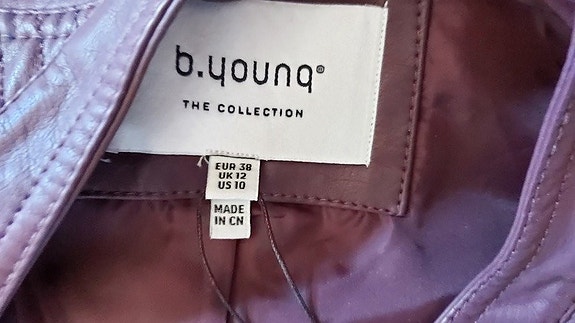 b.young®
THE COLLECTION
EUR 38
UK 12
US 10
MADE
IN CN